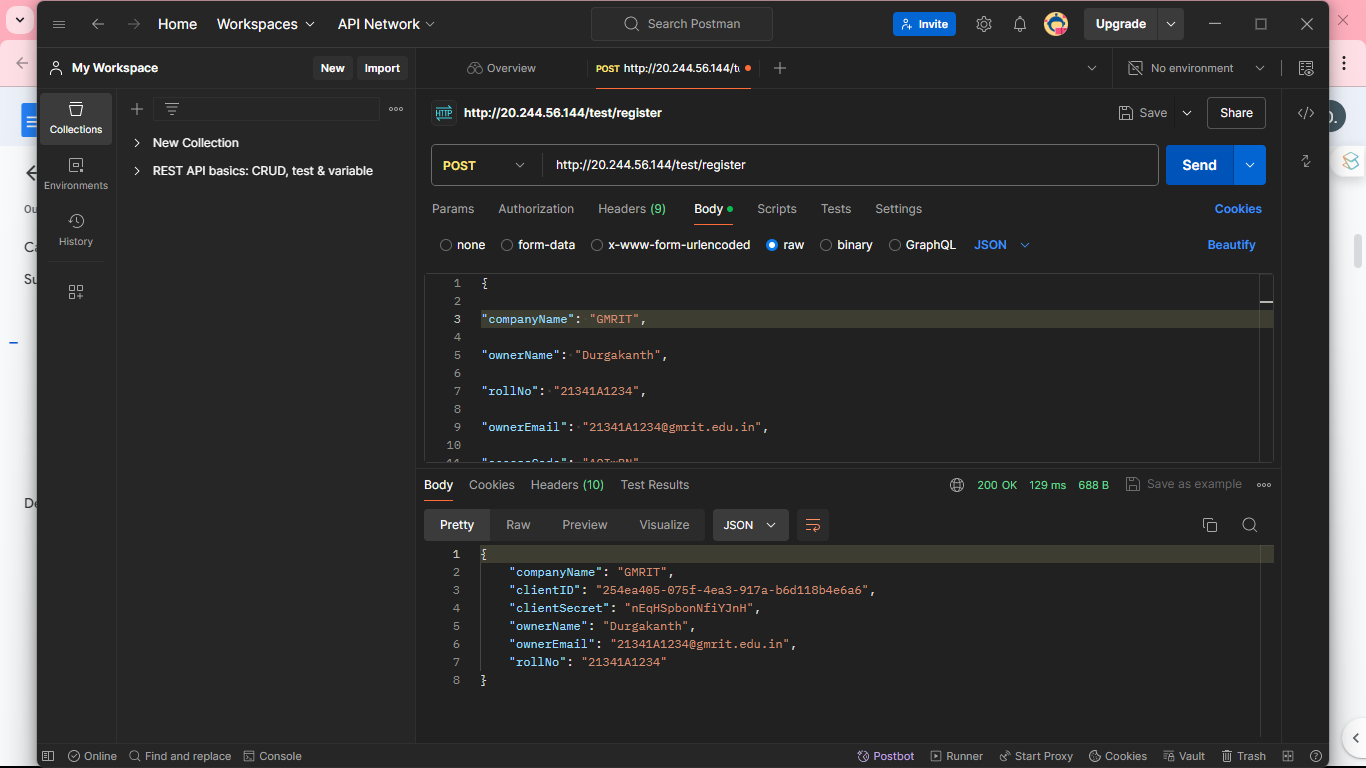 Home Workspaces API Network Search Postman Invite Upgrade
My Workspace New Import Overview POST http://20.244.56.144/t No environment
Collections
Environments
History
New Collection
REST API basics: CRUD, test & variable
HTTP http://20.244.56.144/test/register Save Share
POST http://20.244.56.144/test/register Send
Params Authorization Headers (9) Body Scripts Tests Settings Cookies
none form-data x-www-form-urlencoded raw binary GraphQL JSON Beautify
1 {
2
3 "companyName": "GMRIT",
4
5 "ownerName": "Durgakanth",
6
7 "rollNo": "21341A1234",
8
9 "ownerEmail": "21341A1234@gmrit.edu.in",
10
Body Cookies Headers (10) Test Results 200 OK 129 ms 688 B Save as example
Pretty Raw Preview Visualize JSON
1 {
2 "companyName": "GMRIT",
3 "clientID": "254ea405-075f-4ea3-917a-b6d118b4e6a6",
4 "clientSecret": "nEqHSpbonNfiYJnH",
5 "ownerName": "Durgakanth",
6 "ownerEmail": "21341A1234@gmrit.edu.in",
7 "rollNo": "21341A1234"
8 }
Online Find and replace Console Postbot Runner Start Proxy Cookies Vault Trash